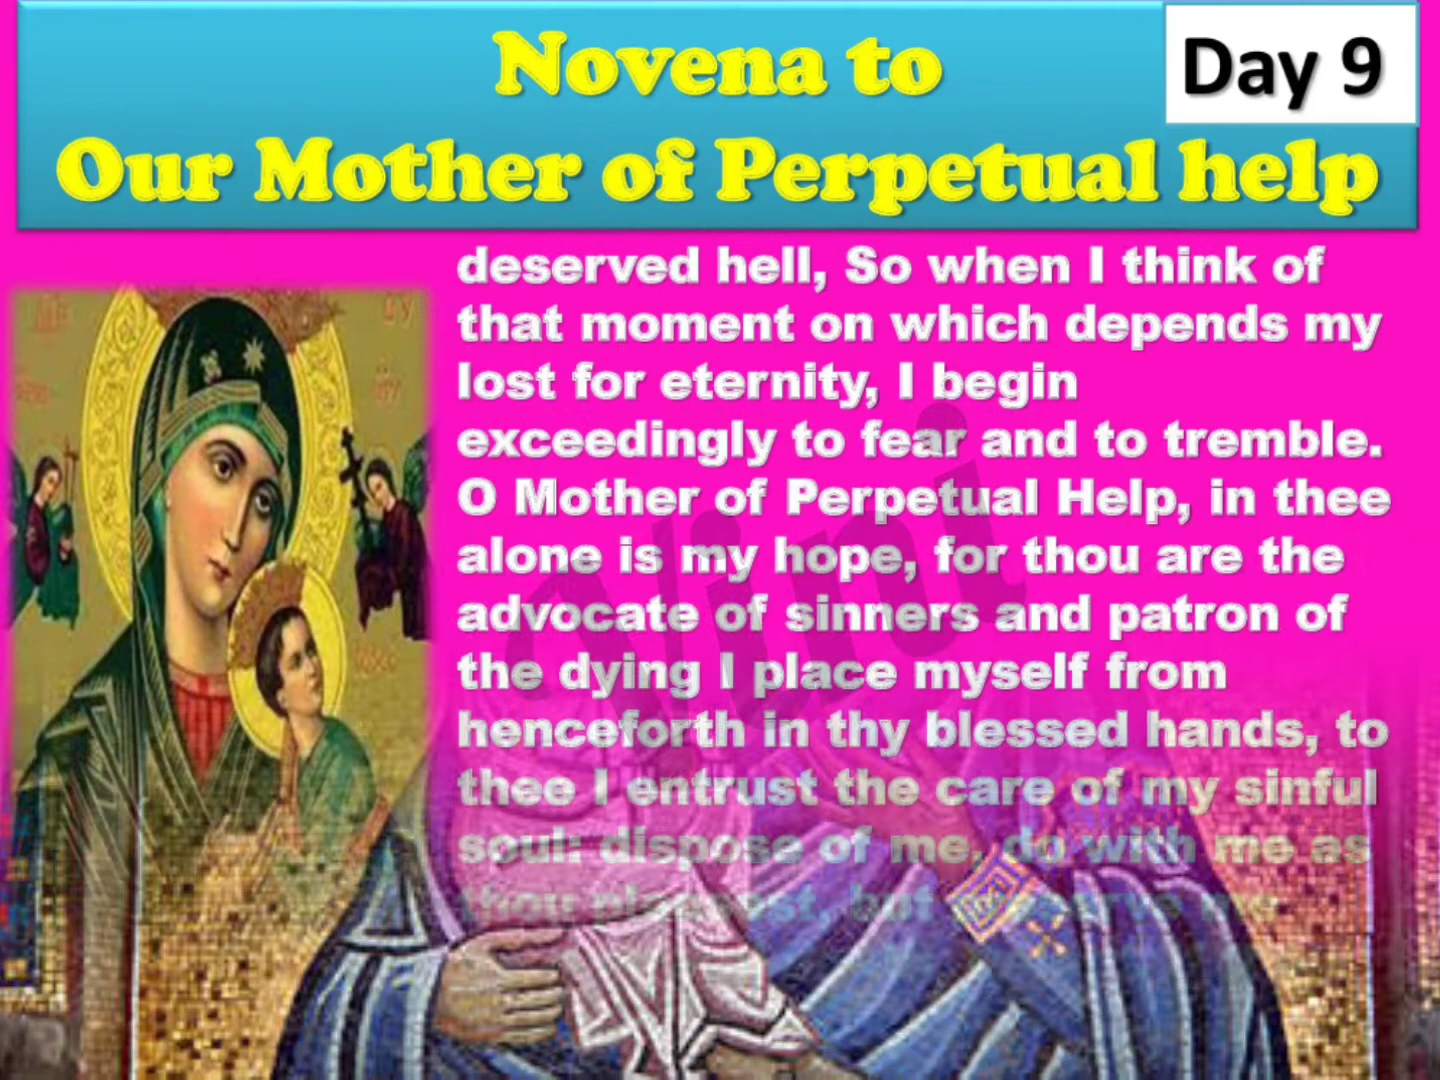 Novena to
Day 9
Our Mother of Perpetual help
deserved hell, So when I think of
that moment on which depends my
lost for eternity, I begin
exceedingly to fear and to tremble.
O Mother of Perpetual Help, in thee
alone is my hope, for thou are the
advocate of sinners and patron of
the dying I place myself from
henceforth in thy blessed hands, to
thee I entrust the care of my sinful
soul: dispose of me, do with me as
thou but
Vini